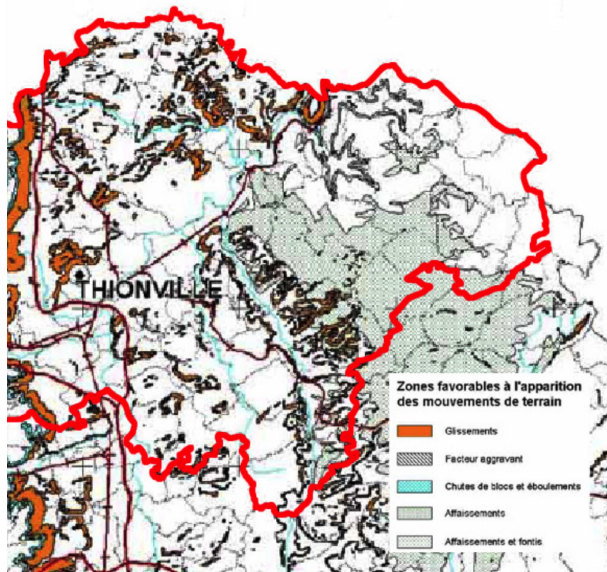 THIONVILLE
Zones favorables à l'apparition
des mouvements de terrain
Glissements
Facteur aggravant
Chutes de blocs et éboulements
Affaissements
Affaissements et fontis